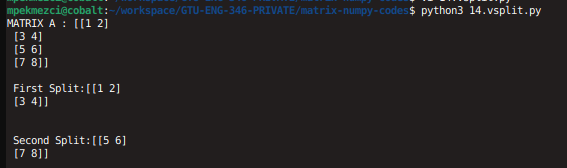 mpekmezci@cobalt:~/workspace/GTU-ENG-346-PRIVATE/matrix-numpy-codes$ python3 14.vsplit.py
MATRIX A : [[1 2]
 [3 4]
 [5 6]
 [7 8]]
 First Split:[[1 2]
 [3 4]]
 Second Split:[[5 6]
 [7 8]]